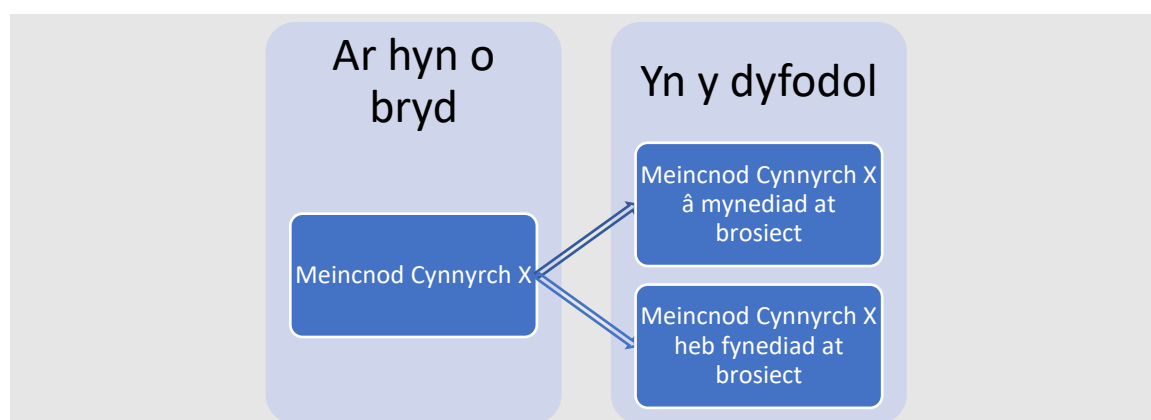 Ar hyn o
bryd
Meincnod Cynnyrch X
Yn y dyfodol
Meincnod Cynnyrch X
â mynediad at
brosiect
Meincnod Cynnyrch X
heb fynediad at
brosiect